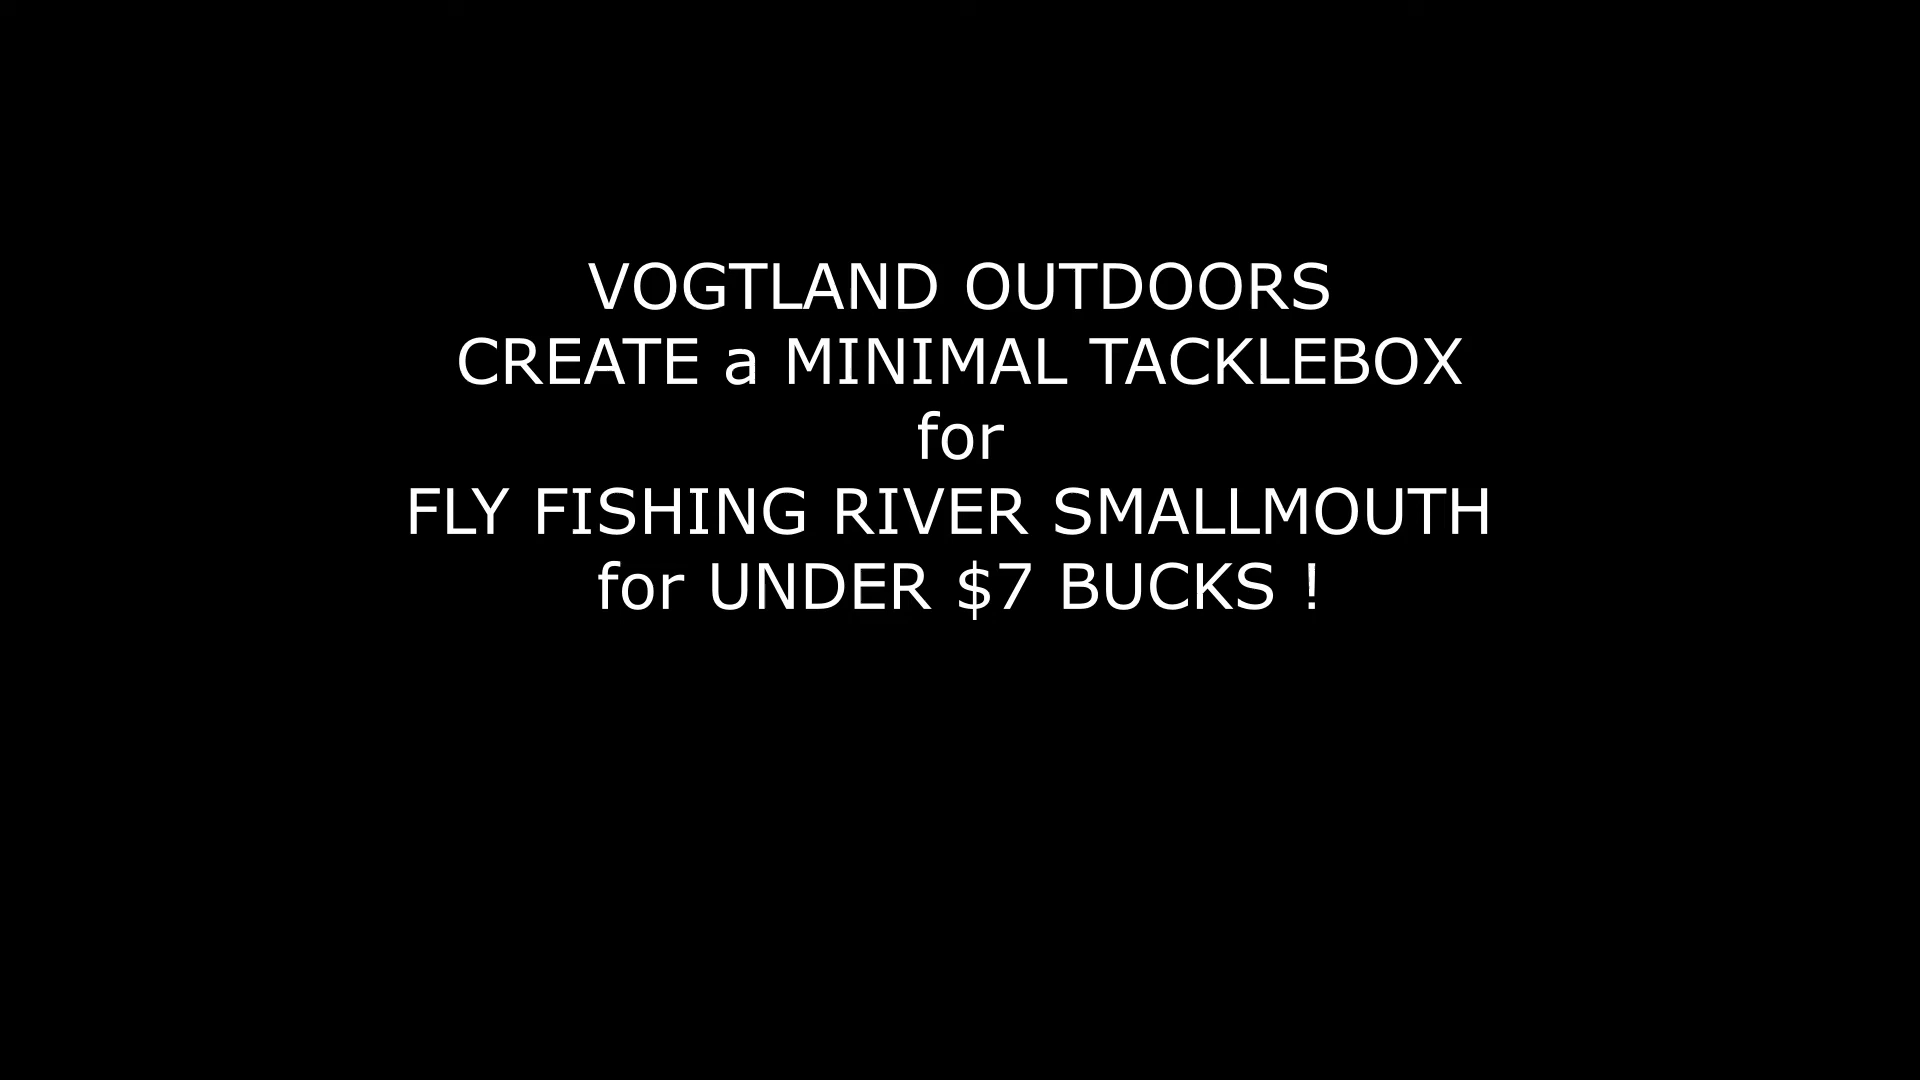 VOGTLAND OUTDOORS
CREATE a MINIMAL TACKLEBOX
for
FLY FISHING RIVER SMALLMOUTH
for UNDER $7 BUCKS !